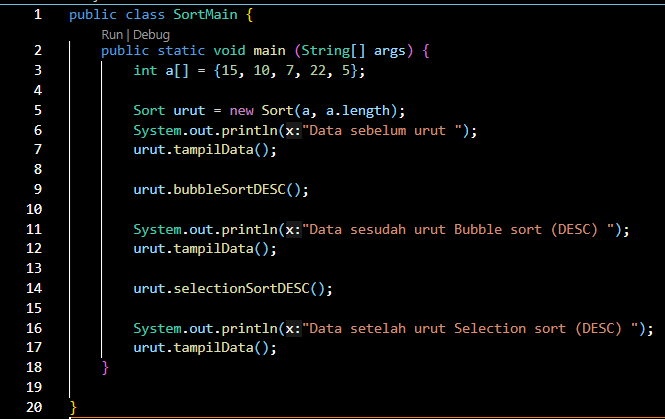 1 public class SortMain {
Run | Debug
2 public static void main (String[] args) {
3 int a[] = {15, 10, 7, 22, 5};
4
5 Sort urut = new Sort(a, a.length);
6 System.out.println(x:"Data sebelum urut ");
7 urut.tampilData();
8
9 urut.bubbleSortDESC();
10
11 System.out.println(x:"Data sesudah urut Bubble sort (DESC) ");
12 urut.tampilData();
13
14 urut.selectionSortDESC();
15
16 System.out.println(x:"Data setelah urut Selection sort (DESC) ");
17 urut.tampilData();
18 }
19
20 }